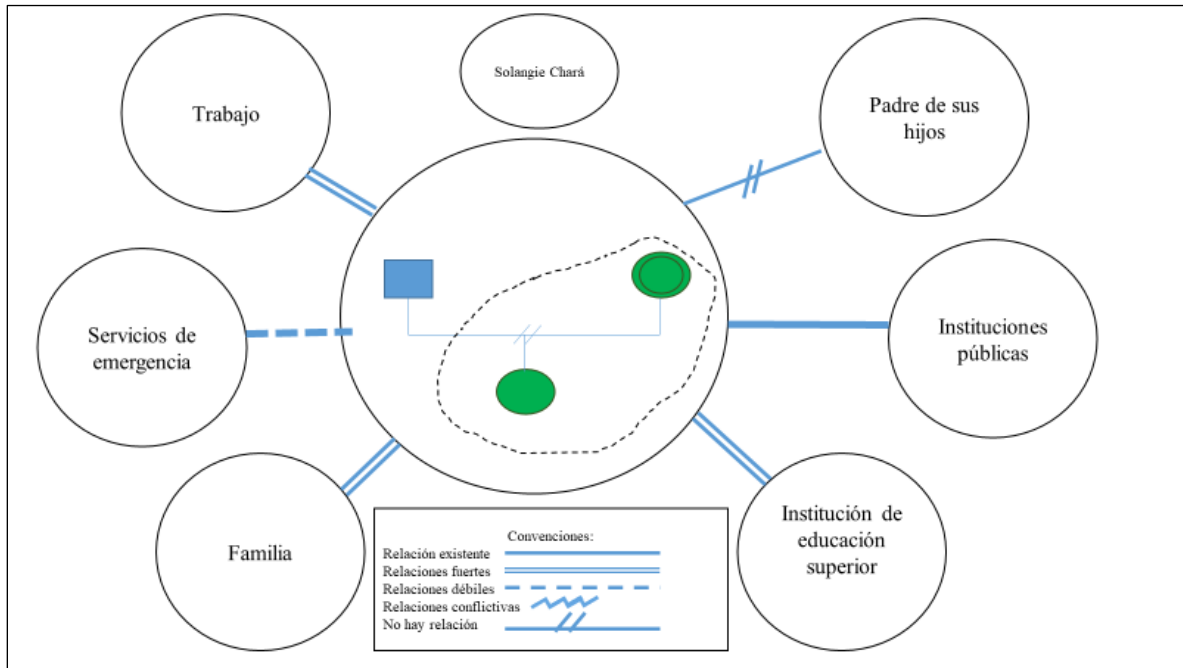 Solangie Chará
Trabajo
Padre de sus
hijos
Servicios de
emergencia
Instituciones
públicas
Familia
Institución de
educación
superior
Convenciones:
Relación existente
Relaciones fuertes
Relaciones débiles
Relaciones conflictivas
No hay relación